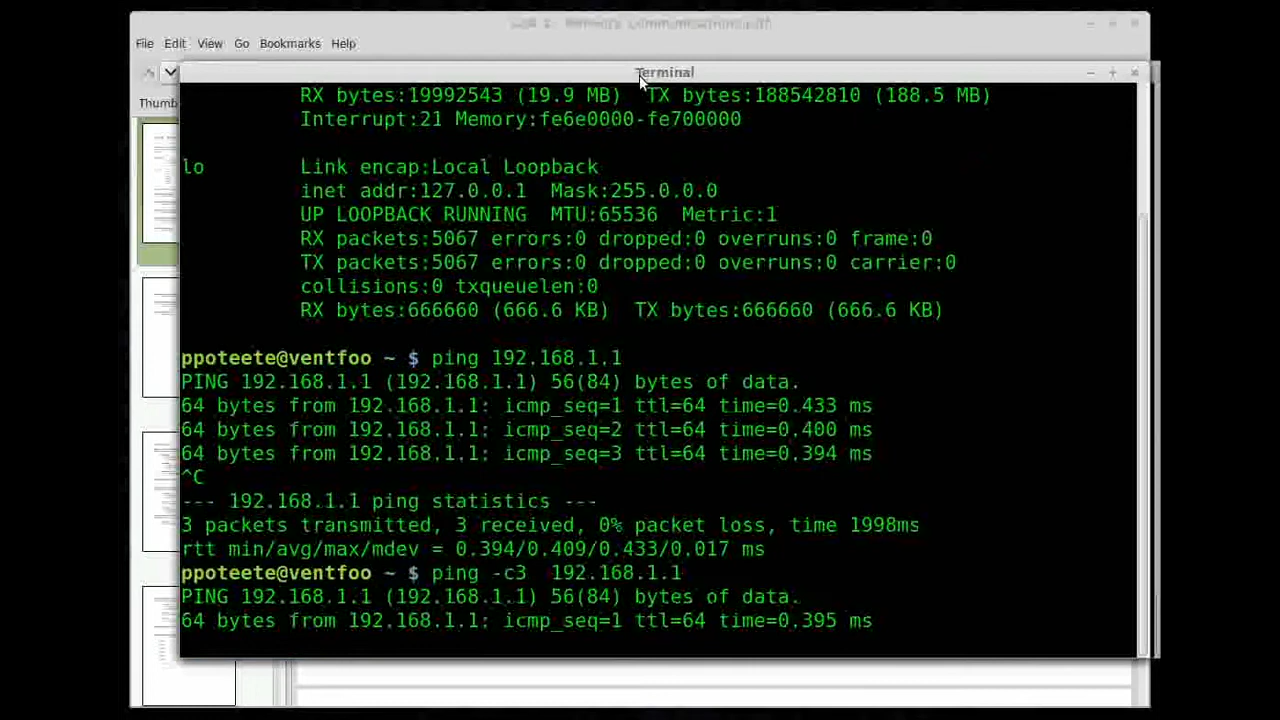 Lab 2: Network Communications.pdf
File Edit View Go Bookmarks Help
Terminal
Thumb
RX bytes:19992543 (19.9 MB)  TX bytes:188542810 (188.5 MB)
Interrupt:21 Memory:fe6e0000-fe700000
lo        Link encap:Local Loopback
inet addr:127.0.0.1  Mask:255.0.0.0
UP LOOPBACK RUNNING  MTU:65536  Metric:1
RX packets:5067 errors:0 dropped:0 overruns:0 frame:0
TX packets:5067 errors:0 dropped:0 overruns:0 carrier:0
collisions:0 txqueuelen:0
RX bytes:666660 (666.6 KB)  TX bytes:666660 (666.6 KB)
ppoteete@ventfoo ~ $ ping 192.168.1.1
PING 192.168.1.1 (192.168.1.1) 56(84) bytes of data.
64 bytes from 192.168.1.1: icmp_seq=1 ttl=64 time=0.433 ms
64 bytes from 192.168.1.1: icmp_seq=2 ttl=64 time=0.400 ms
64 bytes from 192.168.1.1: icmp_seq=3 ttl=64 time=0.394 ms
^C
--- 192.168.1.1 ping statistics ---
3 packets transmitted, 3 received, 0% packet loss, time 1998ms
rtt min/avg/max/mdev = 0.394/0.409/0.433/0.017 ms
ppoteete@ventfoo ~ $ ping -c3  192.168.1.1
PING 192.168.1.1 (192.168.1.1) 56(84) bytes of data.
64 bytes from 192.168.1.1: icmp_seq=1 ttl=64 time=0.395 ms